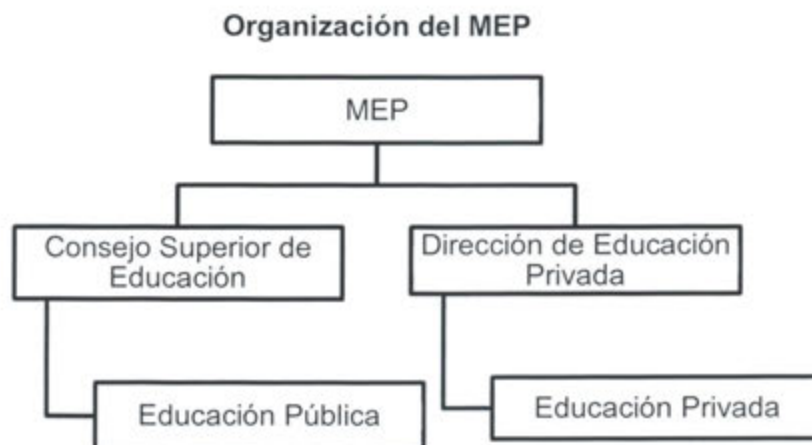 Organización del MEP
MEP
Consejo Superior de
Educación
Dirección de Educación
Privada
Educación Pública
Educación Privada